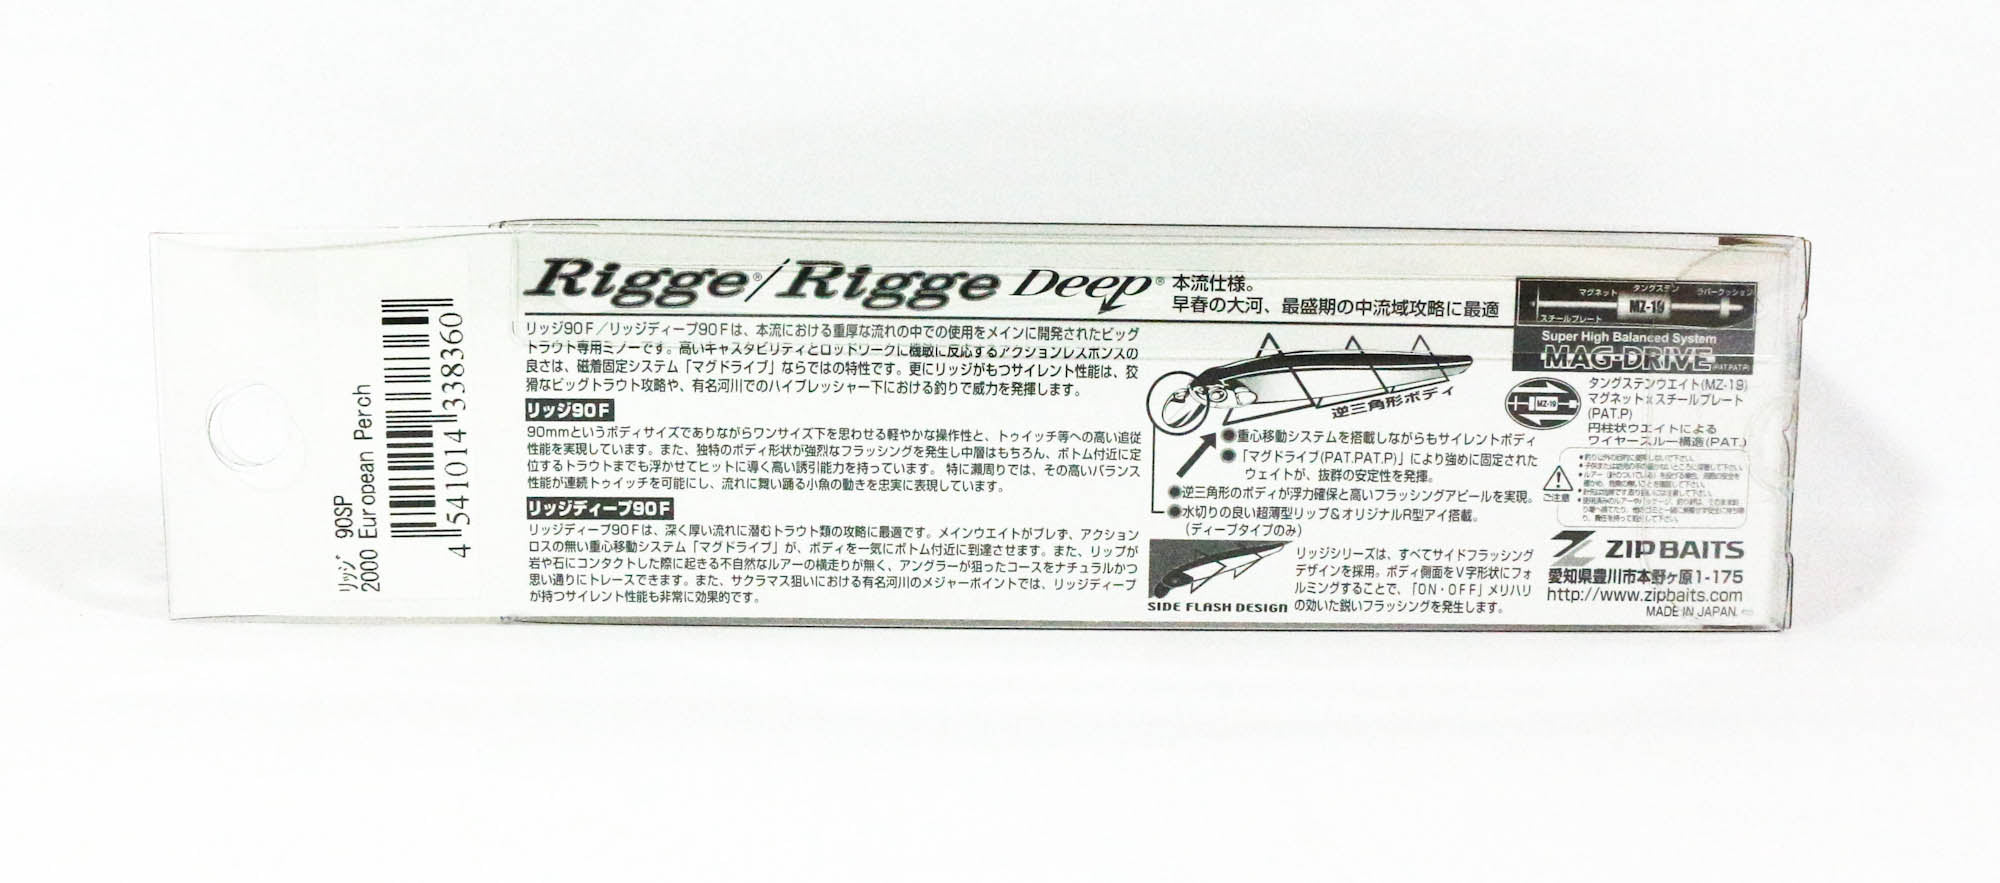 リッジ 90SP
2000 European Perch
4 541014 338360
Rigge®/Rigge Deep®
本流仕様。
早春の大河、最盛期の中流域攻略に最適
リッジ90F／リッジディープ90Fは、本流における重厚な流れの中での使用をメインに開発されたビッグ
トラウト専用ミノーです。高いキャスタビリティとロッドワークに機敏に反応するアクションレスポンスの
良さは、磁着固定システム「マグドライブ」ならではの特性です。更にリッジがもつサイレント性能は、狡
猾なビッグトラウト攻略や、有名河川でのハイプレッシャー下における釣りで威力を発揮します。
リッジ90F
90mmというボディサイズでありながらワンサイズ下を思わせる軽やかな操作性と、トゥイッチ等への高い追従
性能を実現しています。また、独特のボディ形状が強烈なフラッシングを発生し中層はもちろん、ボトム付近に定
位するトラウトまでも浮かせてヒットに導く高い誘引能力を持っています。特に瀬周りでは、その高いバランス
性能が連続トゥイッチを可能にし、流れに舞い踊る小魚の動きを忠実に表現しています。
リッジディープ90F
リッジディープ90Fは、深く厚い流れに潜むトラウト類の攻略に最適です。メインウエイトがブレず、アクション
ロスの無い重心移動システム「マグドライブ」が、ボディを一気にボトム付近に到達させます。また、リップが
岩や石にコンタクトした際に起きる不自然なルアーの横走りが無く、アングラーが狙ったコースをナチュラルかつ
思い通りにトレースできます。また、サクラマス狙いにおける有名河川のメジャーポイントでは、リッジディープ
が持つサイレント性能も非常に効果的です。
逆三角形ボディ
●重心移動システムを搭載しながらもサイレントボディ
●「マグドライブ(PAT.PAT.P)」により強めに固定された
ウェイトが、抜群の安定性を発揮。
●逆三角形のボディが浮力確保と高いフラッシングアピールを実現。
●水切りの良い超薄型リップ&オリジナルR型アイ搭載。
(ディープタイプのみ)
SIDE FLASH DESIGN
リッジシリーズは、すべてサイドフラッシング
デザインを採用。ボディ側面をV字形状にフォ
ルミングすることで、「ON・OFF」メリハリ
の効いた鋭いフラッシングを発生します。
マグネット
タングステン
ラバークッション
MZ-19
スチールプレート
Super High Balanced System
MAG-DRIVE (PAT.PAT.P)
MZ-19
タングステンウエイト(MZ-19)
マグネット×スチールプレート
(PAT.P)
円柱状ウエイトによる
ワイヤースルー構造(PAT.)
ご注意
ZIPBAITS
愛知県豊川市本野ヶ原1-175
http://www.zipbaits.com
MADE IN JAPAN.